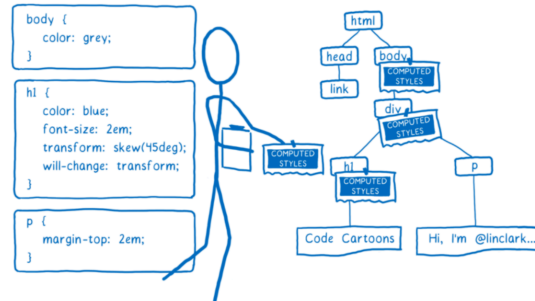 body {
color: grey;
}
h1 {
color: blue;
font-size: 2em;
transform: skew(45deg);
will-change: transform;
}
p {
margin-top: 2em;
}
html
head
body
COMPUTED
STYLES
link
div
COMPUTED
STYLES
COMPUTED
STYLES
h1
p
COMPUTED
STYLES
Code Cartoons
Hi, I'm @linclark...